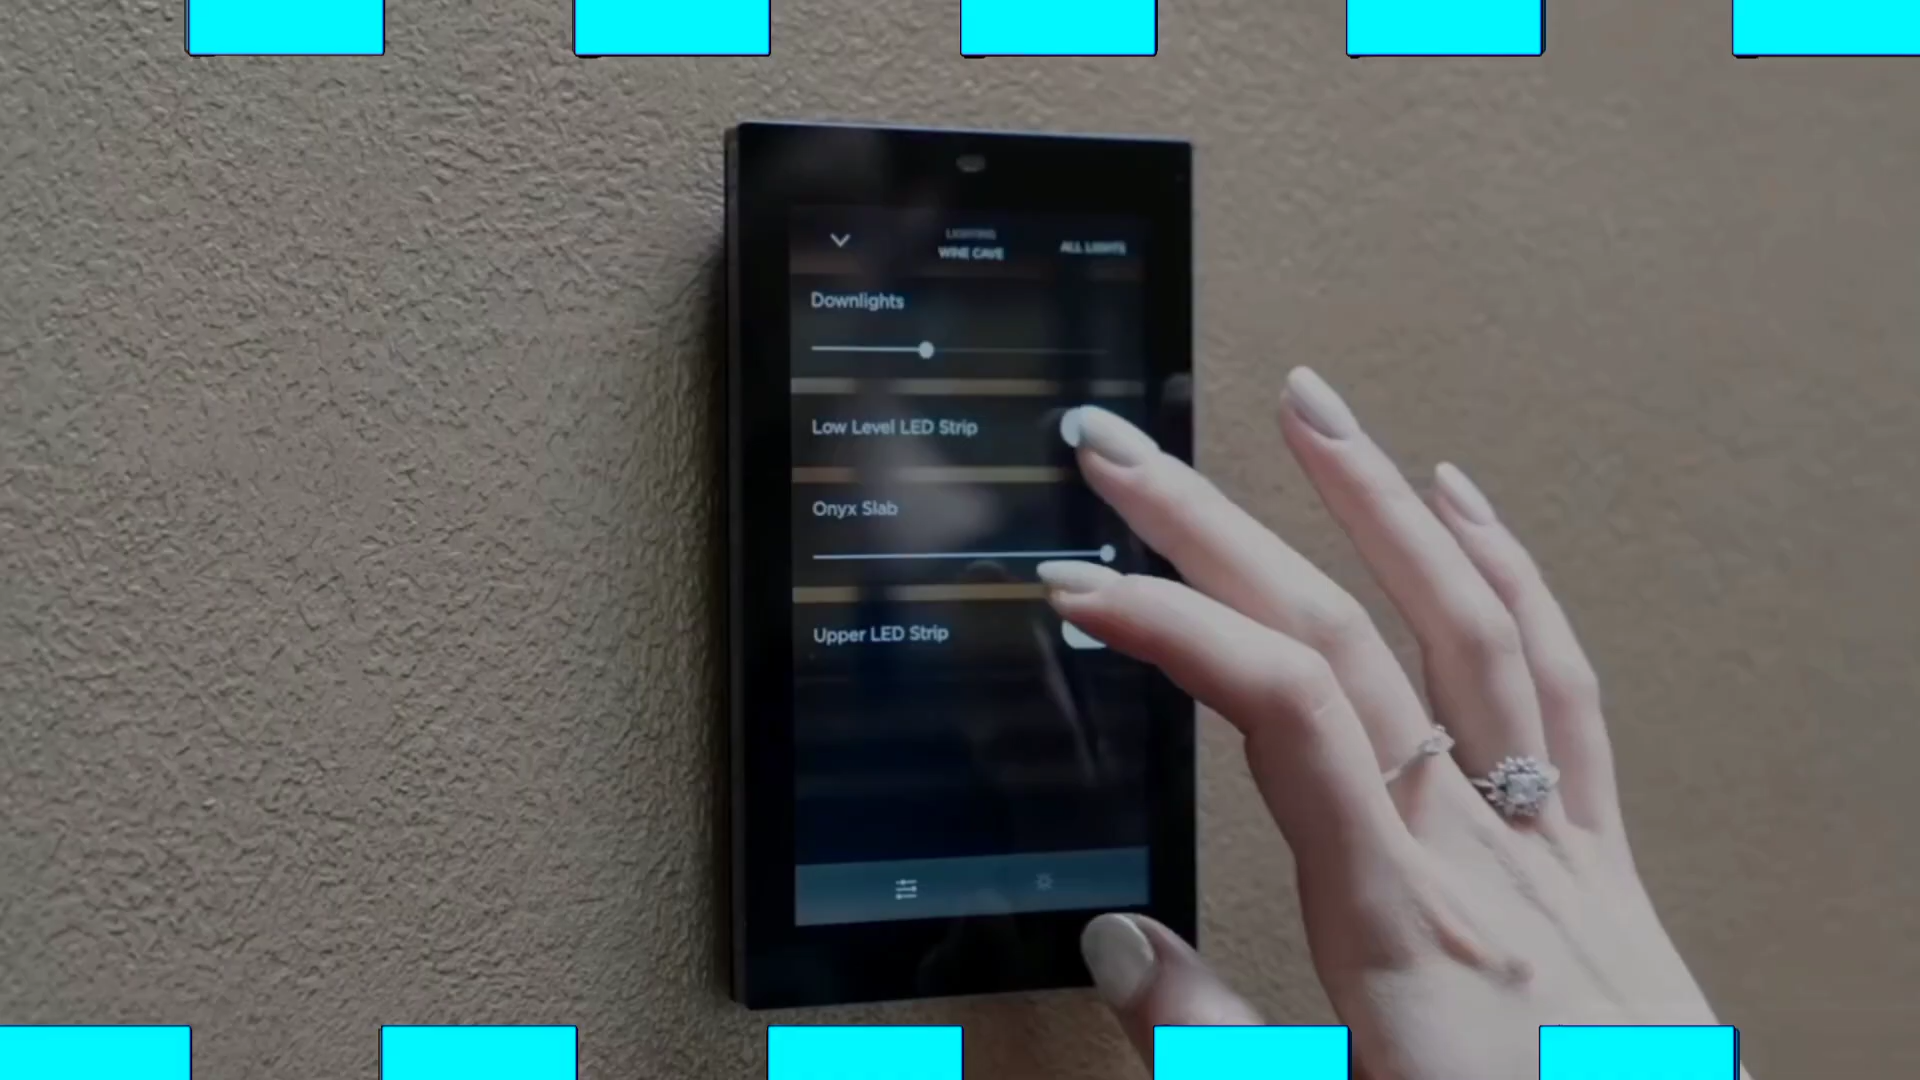 LIGHTING
WINE CAVE
ALL LIGHTS
Downlights
Low Level LED Strip
Onyx Slab
Upper LED Strip